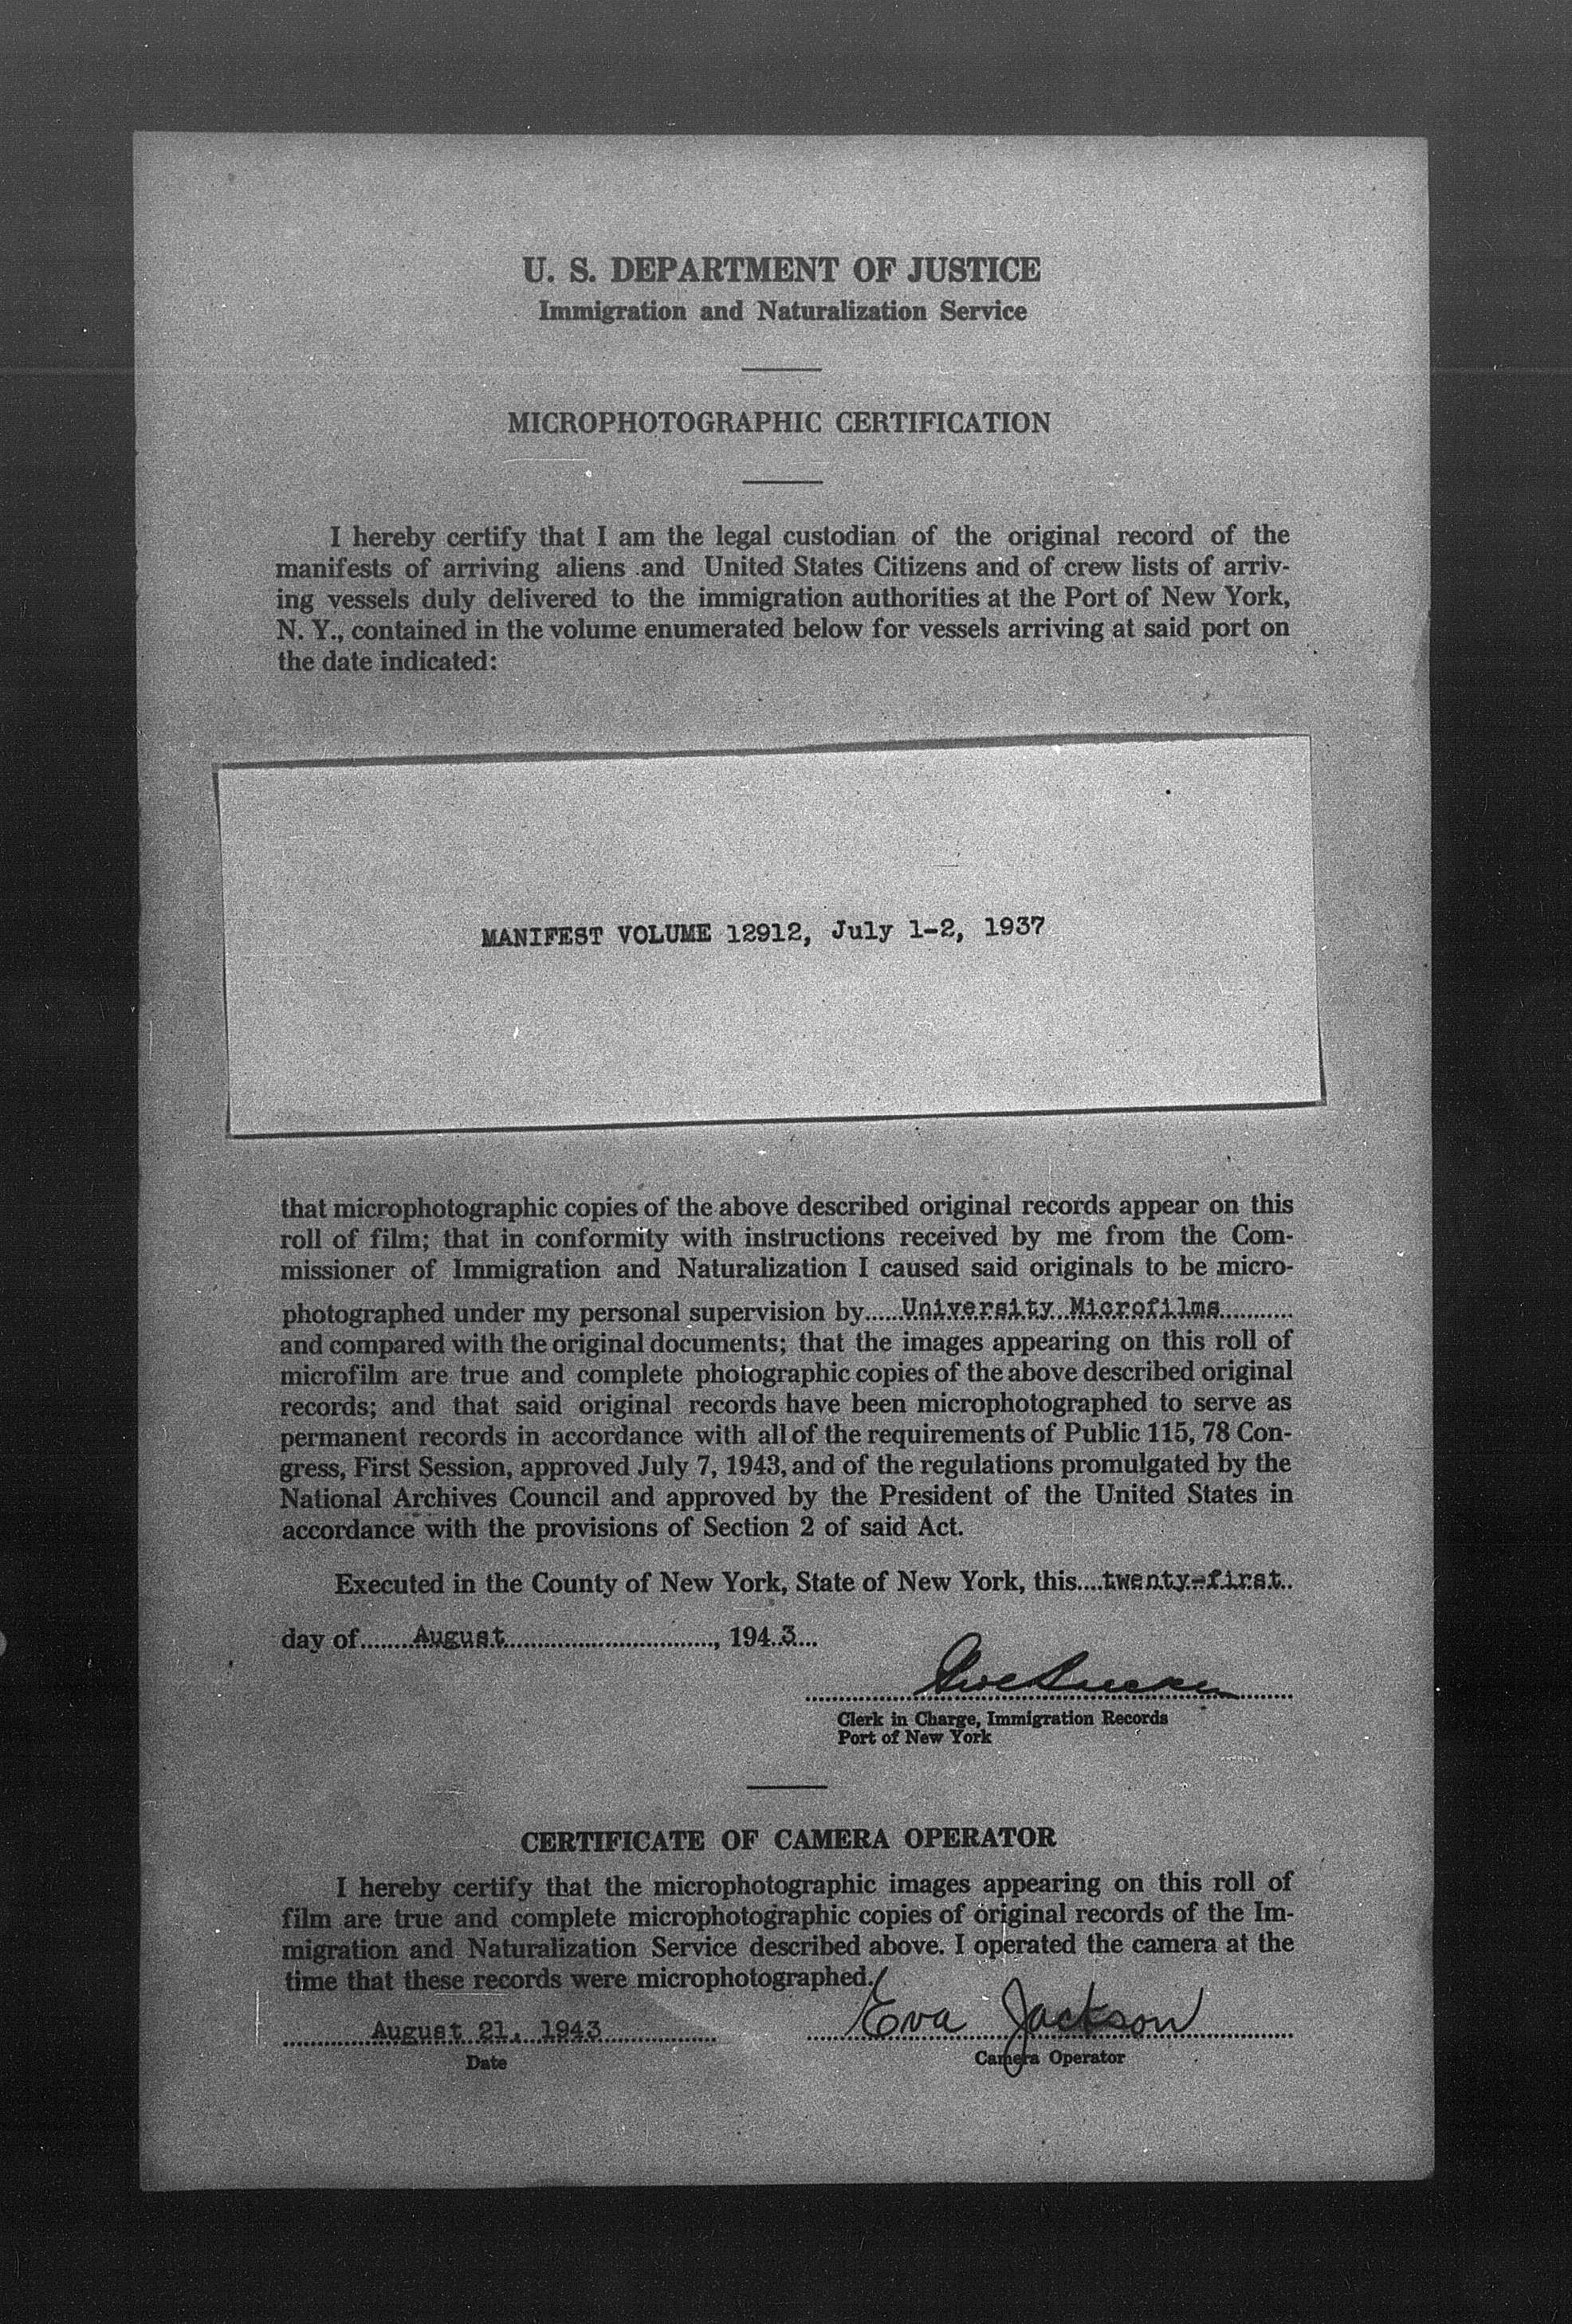 U. S. DEPARTMENT OF JUSTICE
Immigration and Naturalization Service
MICROPHOTOGRAPHIC CERTIFICATION
I hereby certify that I am the legal custodian of the original record of the
manifests of arriving aliens and United States Citizens and of crew lists of arriv-
ing vessels duly delivered to the immigration authorities at the Port of New York,
N. Y., contained in the volume enumerated below for vessels arriving at said port on
the date indicated:
MANIFEST VOLUME 12912, July 1-2, 1937
that microphotographic copies of the above described original records appear on this
roll of film; that in conformity with instructions received by me from the Com-
missioner of Immigration and Naturalization I caused said originals to be micro-
photographed under my personal supervision by.....University Microfilms...........
and compared with the original documents; that the images appearing on this roll of
microfilm are true and complete photographic copies of the above described original
records; and that said original records have been microphotographed to serve as
permanent records in accordance with all of the requirements of Public 115, 78 Con-
gress, First Session, approved July 7, 1943, and of the regulations promulgated by the
National Archives Council and approved by the President of the United States in
accordance with the provisions of Section 2 of said Act.
Executed in the County of New York, State of New York, this....twenty-first..
day of........August................................., 194..3...
Clerk in Charge, Immigration Records
Port of New York
CERTIFICATE OF CAMERA OPERATOR
I hereby certify that the microphotographic images appearing on this roll of
film are true and complete microphotographic copies of original records of the Im-
migration and Naturalization Service described above. I operated the camera at the
time that these records were microphotographed.
August 21, 1943 Eva Jackson
Date Camera Operator